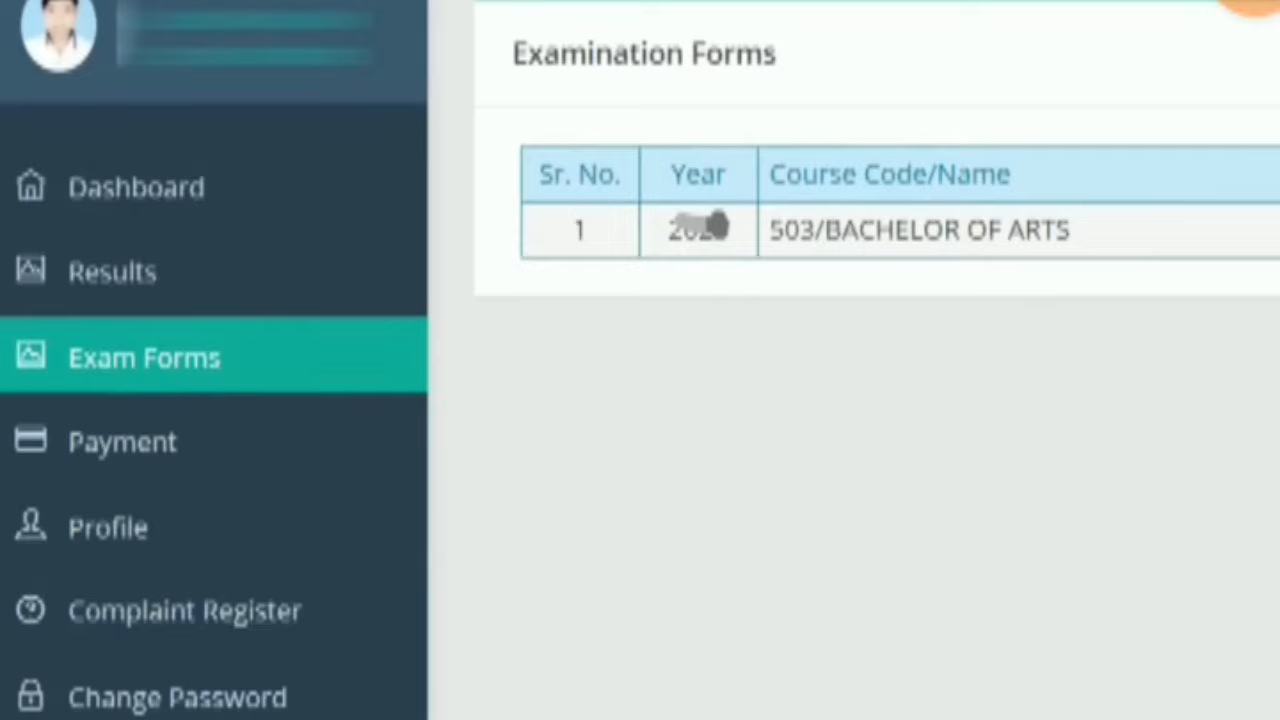 Examination Forms
Sr. No. Year Course Code/Name
1 503/BACHELOR OF ARTS
Dashboard
Results
Exam Forms
Payment
Profile
Complaint Register
Change Password